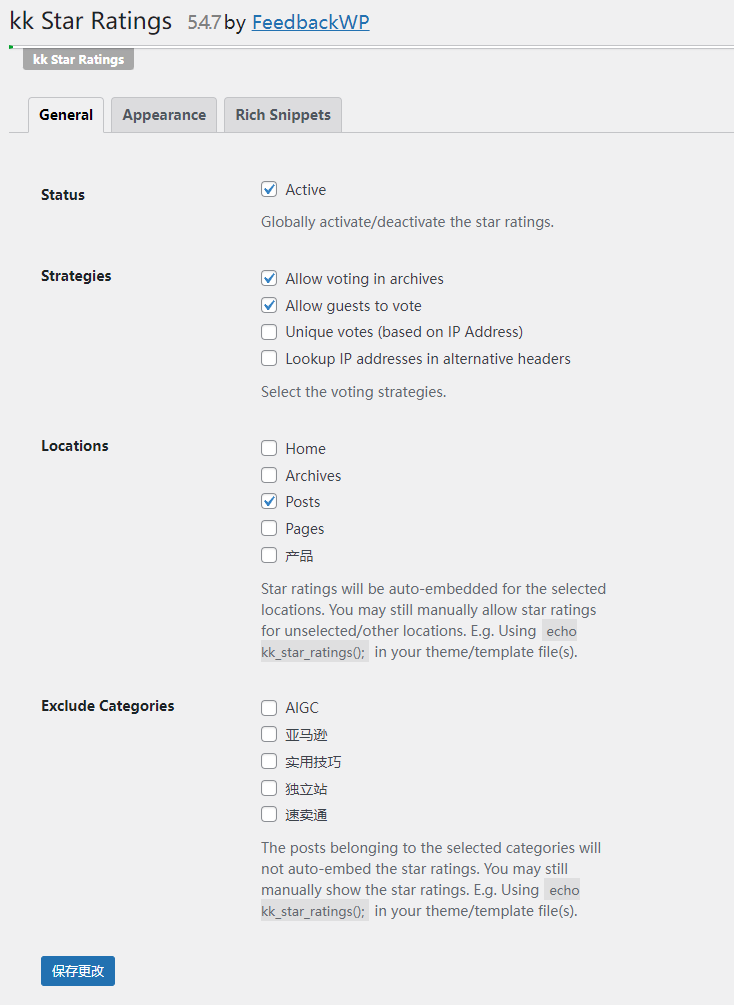 kk Star Ratings 5.4.7 by FeedbackWP
kk Star Ratings
General Appearance Rich Snippets
Status
Active
Globally activate/deactivate the star ratings.
Strategies
Allow voting in archives
Allow guests to vote
Unique votes (based on IP Address)
Lookup IP addresses in alternative headers
Select the voting strategies.
Locations
Home
Archives
Posts
Pages
产品
Star ratings will be auto-embedded for the selected
locations. You may still manually allow star ratings
for unselected/other locations. E.g. Using echo
kk_star_ratings(); in your theme/template file(s).
Exclude Categories
AIGC
亚马逊
实用技巧
独立站
速卖通
The posts belonging to the selected categories will
not auto-embed the star ratings. You may still
manually show the star ratings. E.g. Using echo
kk_star_ratings(); in your theme/template file(s).
保存更改